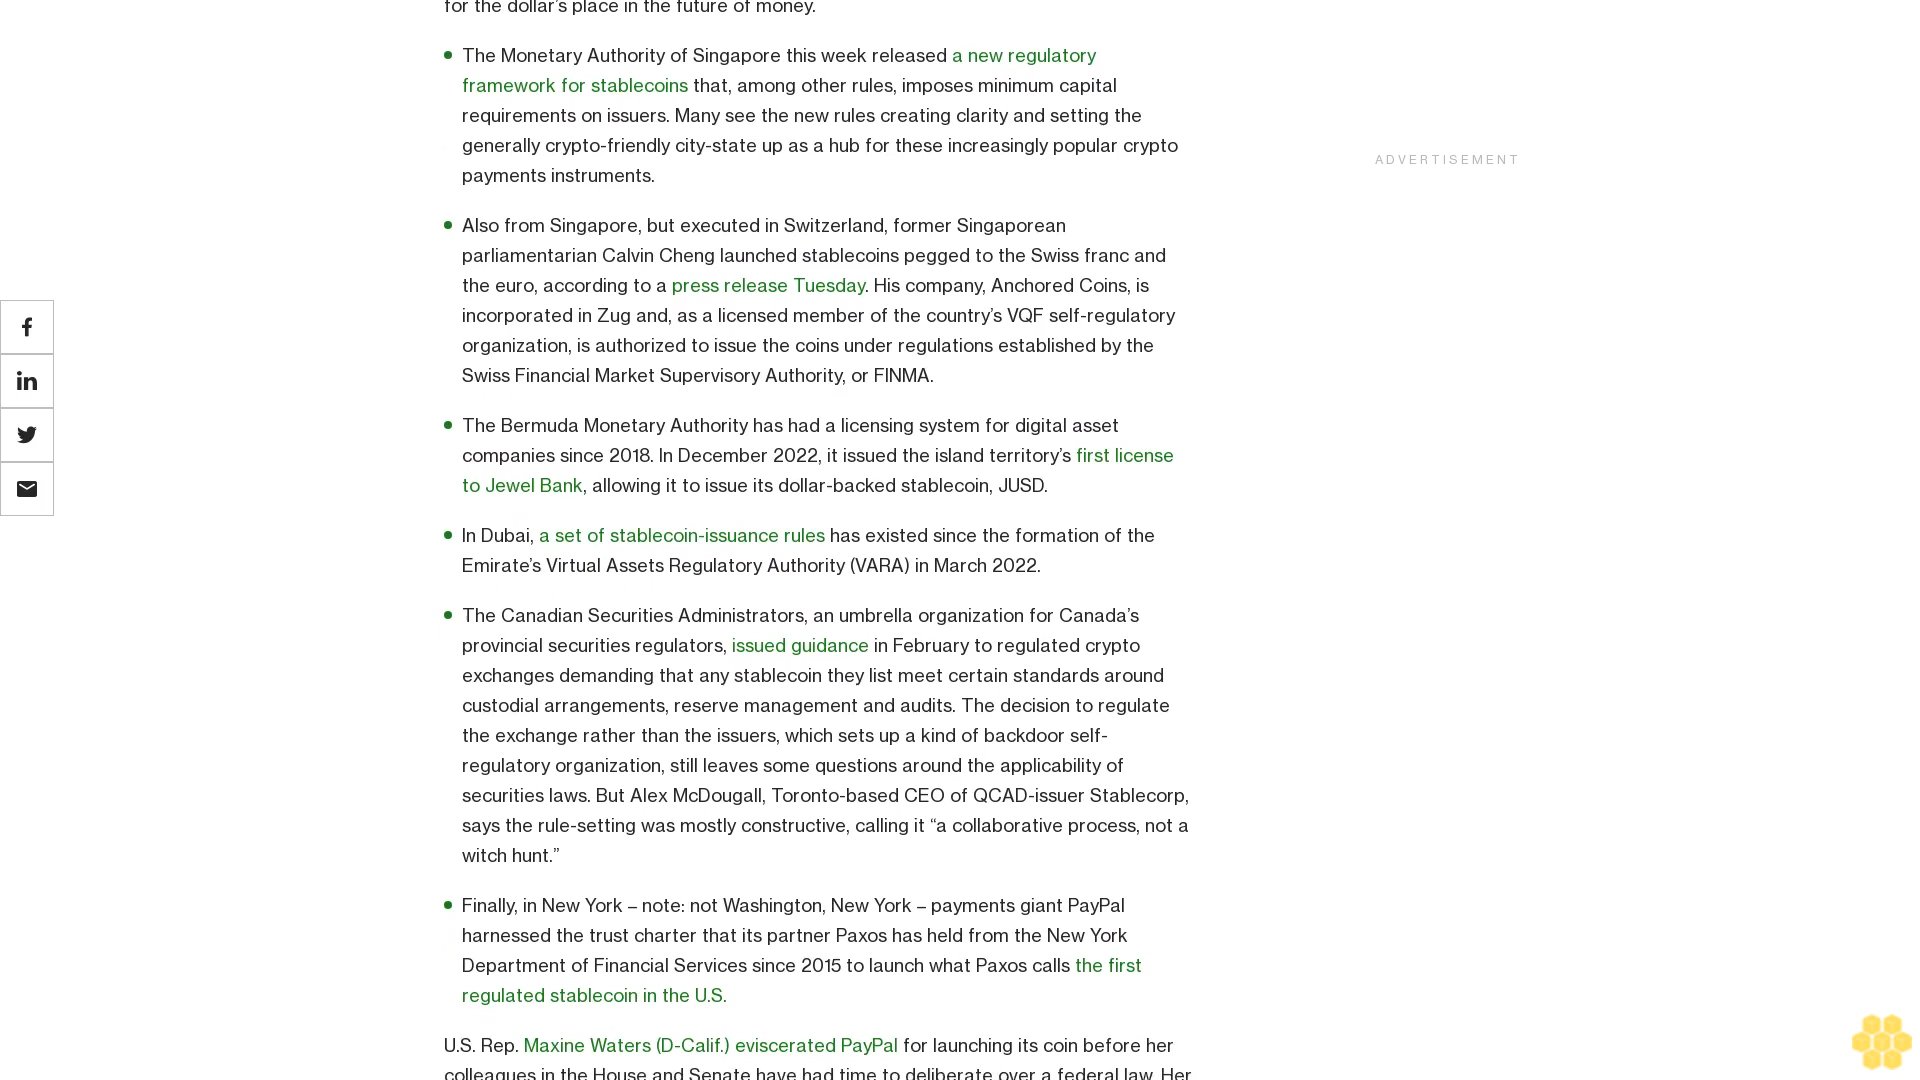 for the dollar’s place in the future of money.
The Monetary Authority of Singapore this week released a new regulatory
framework for stablecoins that, among other rules, imposes minimum capital
requirements on issuers. Many see the new rules creating clarity and setting the
generally crypto-friendly city-state up as a hub for these increasingly popular crypto
payments instruments.
ADVERTISEMENT
Also from Singapore, but executed in Switzerland, former Singaporean
parliamentarian Calvin Cheng launched stablecoins pegged to the Swiss franc and
the euro, according to a press release Tuesday. His company, Anchored Coins, is
incorporated in Zug and, as a licensed member of the country’s VQF self-regulatory
organization, is authorized to issue the coins under regulations established by the
Swiss Financial Market Supervisory Authority, or FINMA.
The Bermuda Monetary Authority has had a licensing system for digital asset
companies since 2018. In December 2022, it issued the island territory’s first license
to Jewel Bank, allowing it to issue its dollar-backed stablecoin, JUSD.
In Dubai, a set of stablecoin-issuance rules has existed since the formation of the
Emirate’s Virtual Assets Regulatory Authority (VARA) in March 2022.
The Canadian Securities Administrators, an umbrella organization for Canada’s
provincial securities regulators, issued guidance in February to regulated crypto
exchanges demanding that any stablecoin they list meet certain standards around
custodial arrangements, reserve management and audits. The decision to regulate
the exchange rather than the issuers, which sets up a kind of backdoor self-
regulatory organization, still leaves some questions around the applicability of
securities laws. But Alex McDougall, Toronto-based CEO of QCAD-issuer Stablecorp,
says the rule-setting was mostly constructive, calling it “a collaborative process, not a
witch hunt.”
Finally, in New York – note: not Washington, New York – payments giant PayPal
harnessed the trust charter that its partner Paxos has held from the New York
Department of Financial Services since 2015 to launch what Paxos calls the first
regulated stablecoin in the U.S.
U.S. Rep. Maxine Waters (D-Calif.) eviscerated PayPal for launching its coin before her
colleagues in the House and Senate have had time to deliberate over a federal law. Her